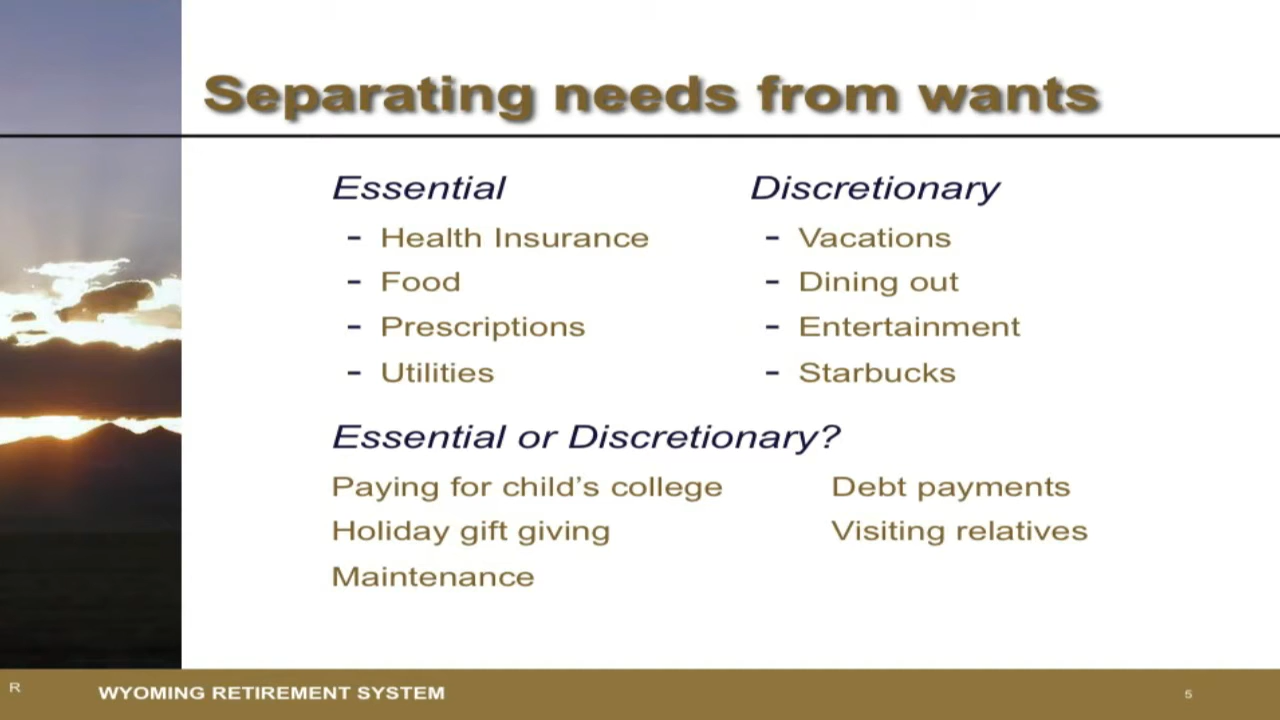 Separating needs from wants
Essential
- Health Insurance
- Food
- Prescriptions
- Utilities
Discretionary
- Vacations
- Dining out
- Entertainment
- Starbucks
Essential or Discretionary?
Paying for child’s college
Holiday gift giving
Maintenance
Debt payments
Visiting relatives
R
WYOMING RETIREMENT SYSTEM
5